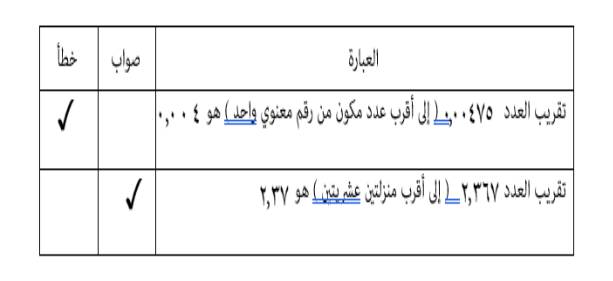 العبارة صواب خطأ
تقريب العدد ٠,٠٠٤٧٥ ( إلى أقرب عدد مكون من رقم معنوي واحد ) هو ٠,٠٠٤ ✓
تقريب العدد ٢,٣٦٧ ( إلى أقرب منزلتين عشريتين ) هو ٢,٣٧ ✓